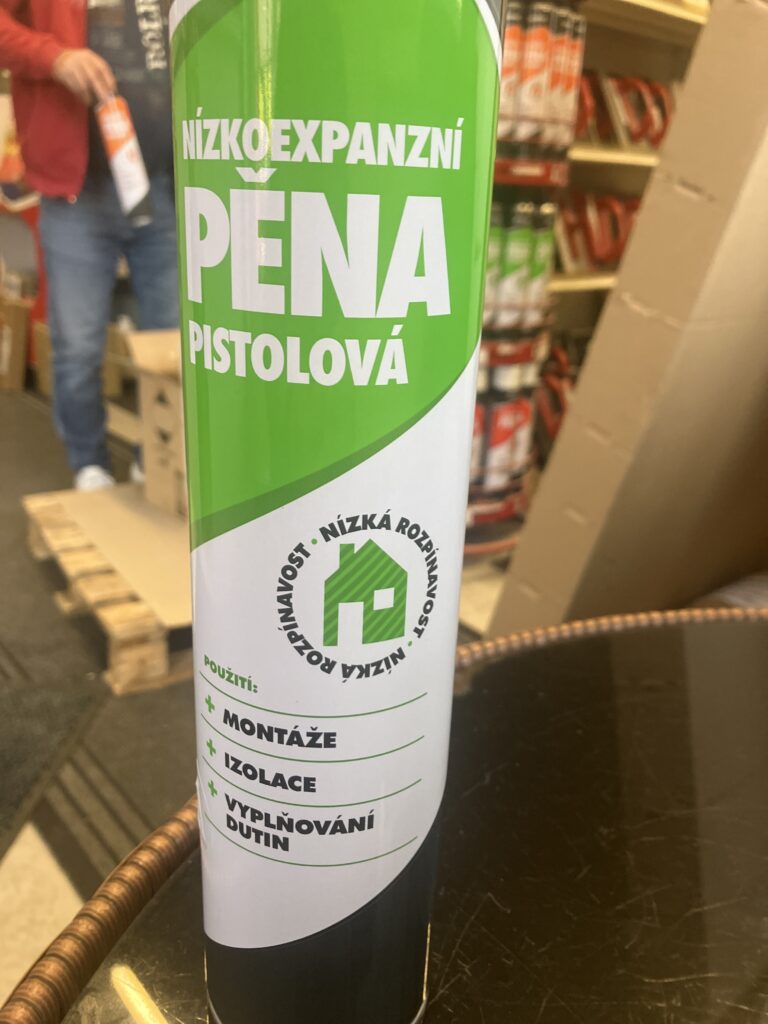 NÍZKOEXPANZNÍ
PĚNA
PISTOLOVÁ
NÍZKÁ ROZPÍNAVOST • NÍZKÁ ROZPÍNAVOST •
POUŽITÍ:
+ MONTÁŽE
+ IZOLACE
+ VYPLŇOVÁNÍ
DUTIN